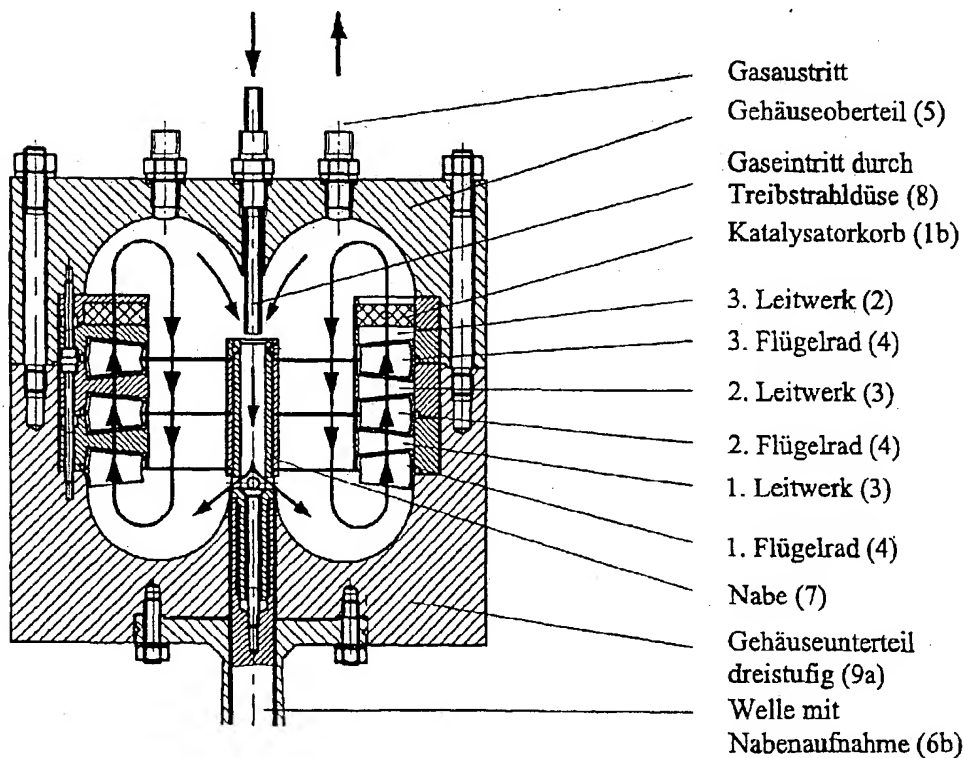 Gasaustritt
Gehäuseoberteil (5)
Gaseintritt durch
Treibstrahldüse (8)
Katalysatorkorb (1b)
3. Leitwerk (2)
3. Flügelrad (4)
2. Leitwerk (3)
2. Flügelrad (4)
1. Leitwerk (3)
1. Flügelrad (4)
Nabe (7)
Gehäuseunterteil
dreistufig (9a)
Welle mit
Nabenaufnahme (6b)